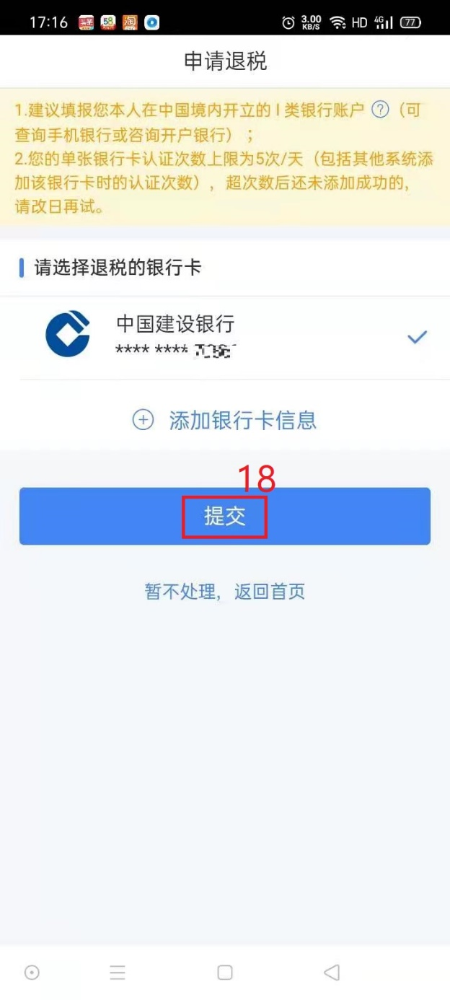 17:16 头条 58 淘 3.00 KB/S HD 4G 77
申请退税
1.建议填报您本人在中国境内开立的Ⅰ类银行账户 ? （可
查询手机银行或咨询开户银行）；
2.您的单张银行卡认证次数上限为5次/天（包括其他系统添
加该银行卡时的认证次数），超次数后还未添加成功的，
请改日再试。
请选择退税的银行卡
中国建设银行
**** ****
添加银行卡信息
18
提交
暂不处理，返回首页